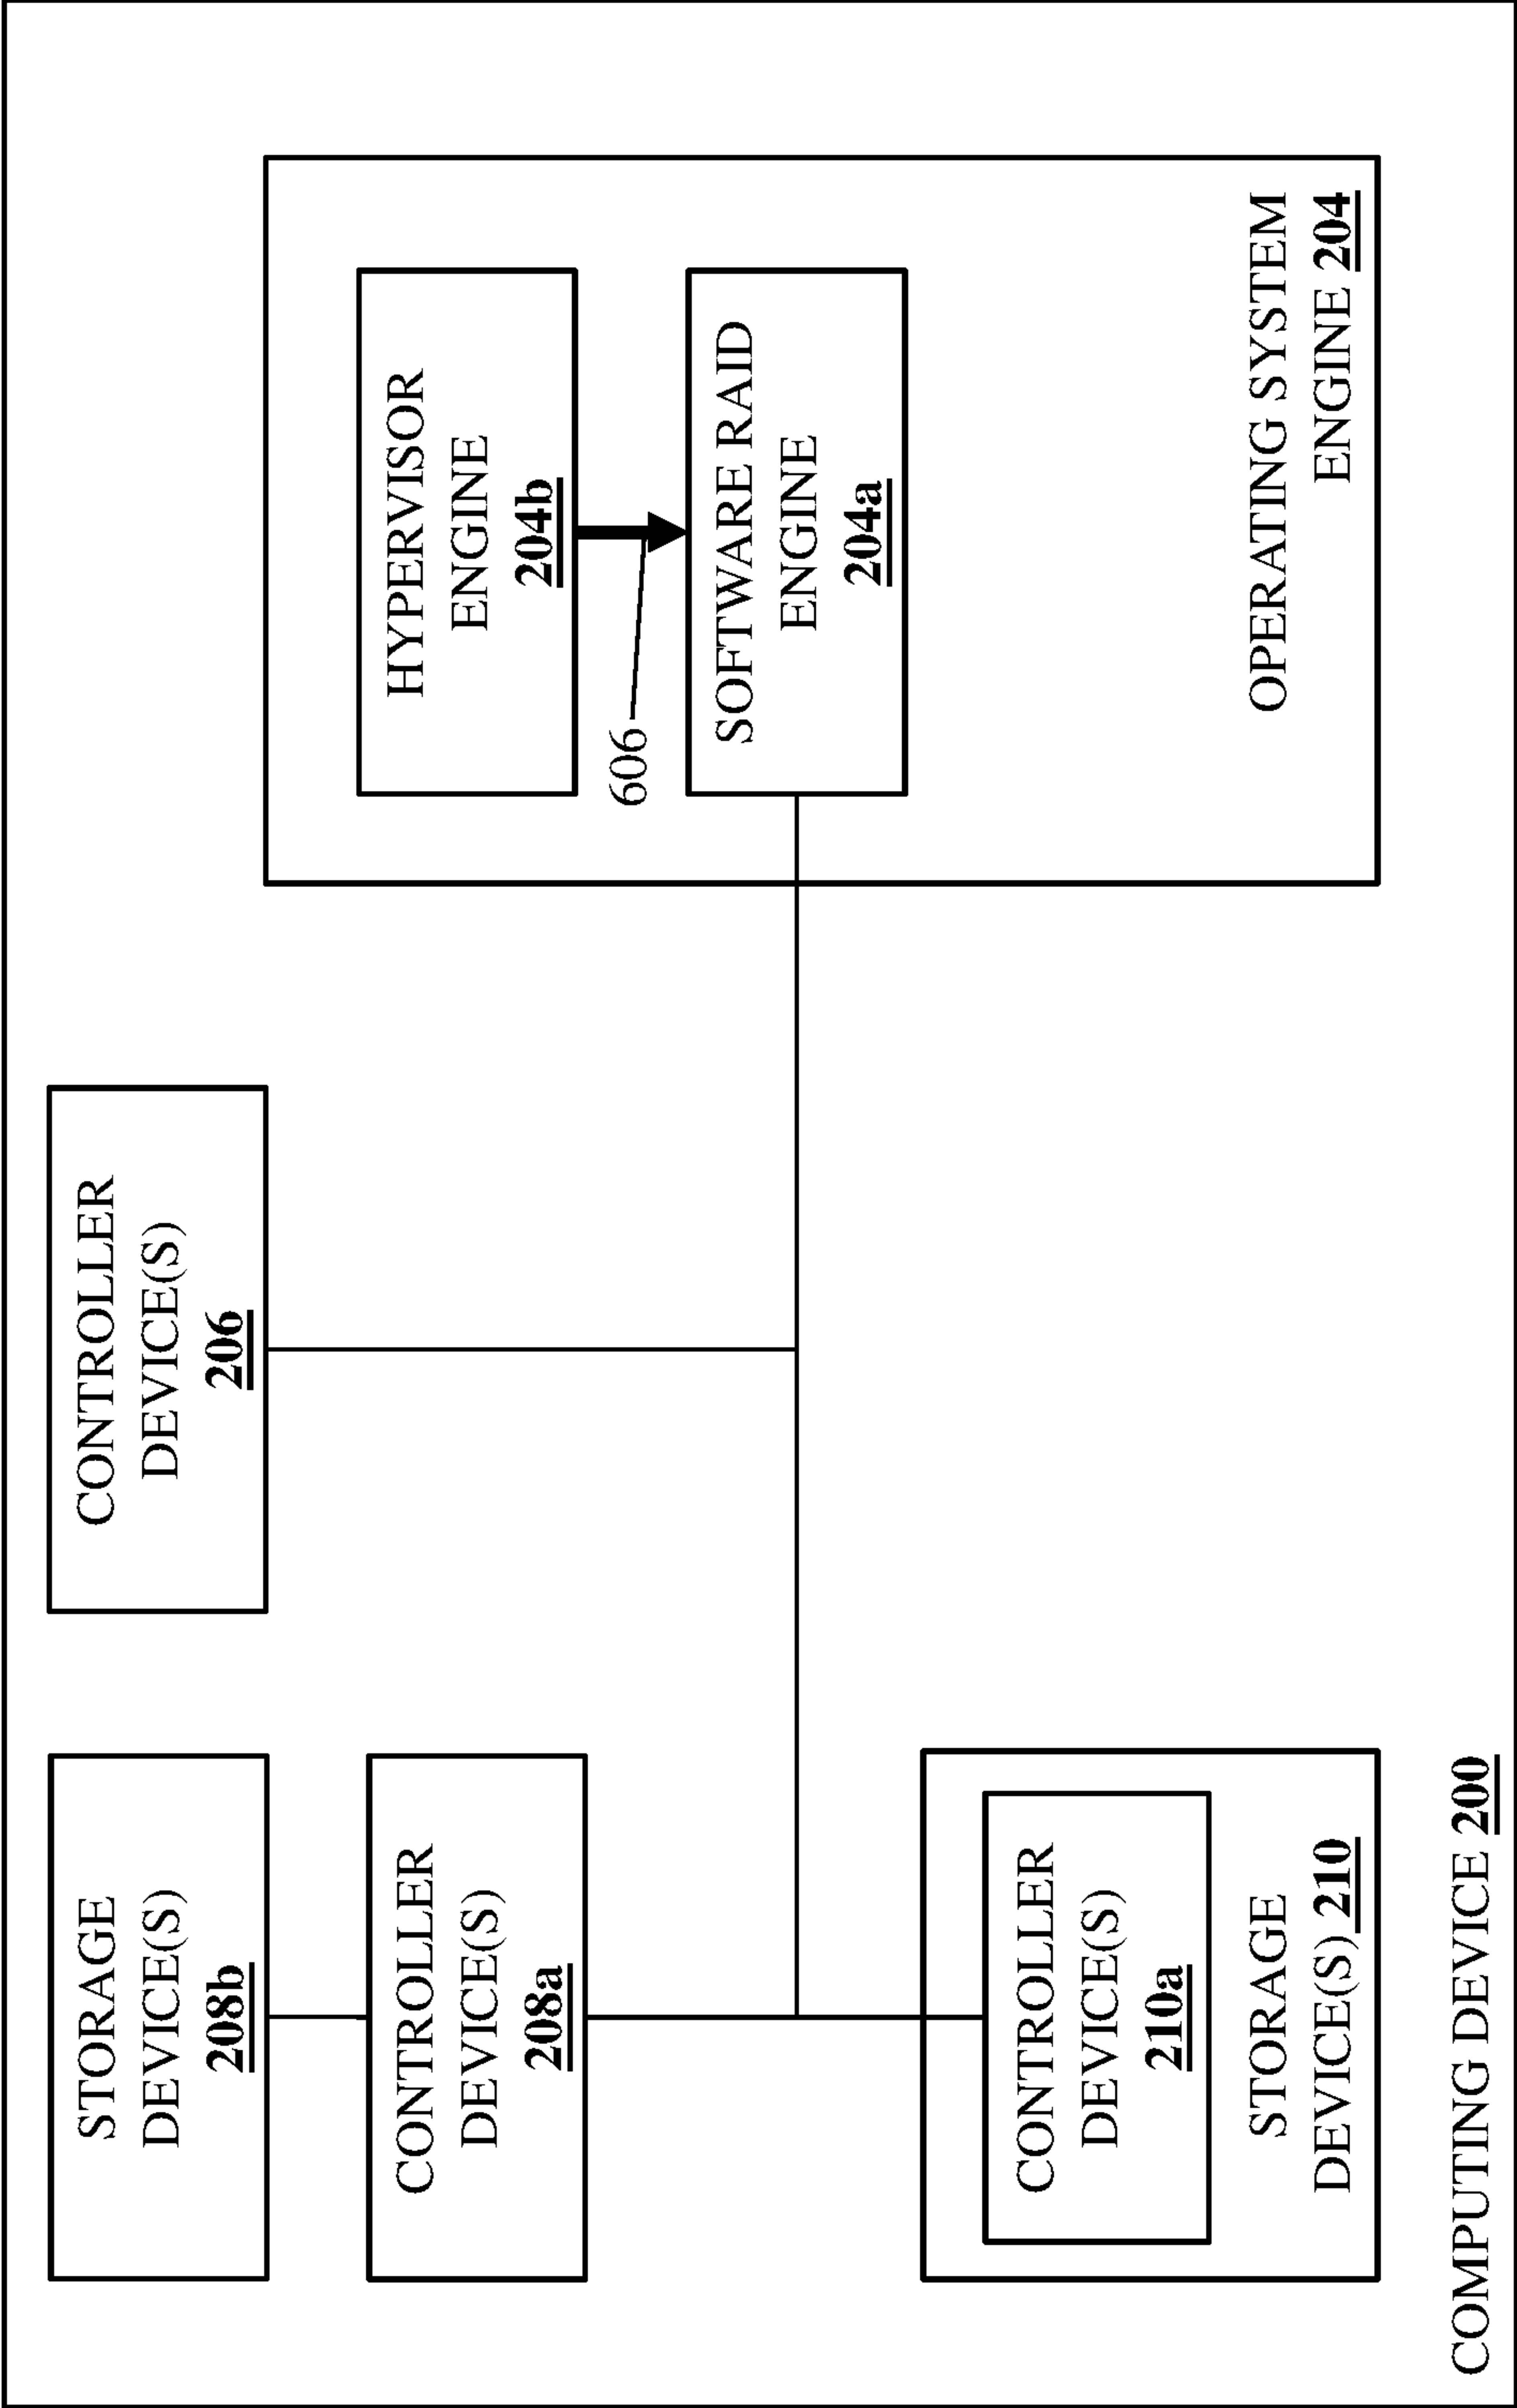 STORAGE
DEVICE(S)
208b
CONTROLLER
DEVICE(S)
208a
CONTROLLER
DEVICE(S)
210a
STORAGE
DEVICE(S) 210
CONTROLLER
DEVICE(S)
206
HYPERVISOR
ENGINE
204b
606
SOFTWARE RAID
ENGINE
204a
OPERATING SYSTEM
ENGINE 204
COMPUTING DEVICE 200